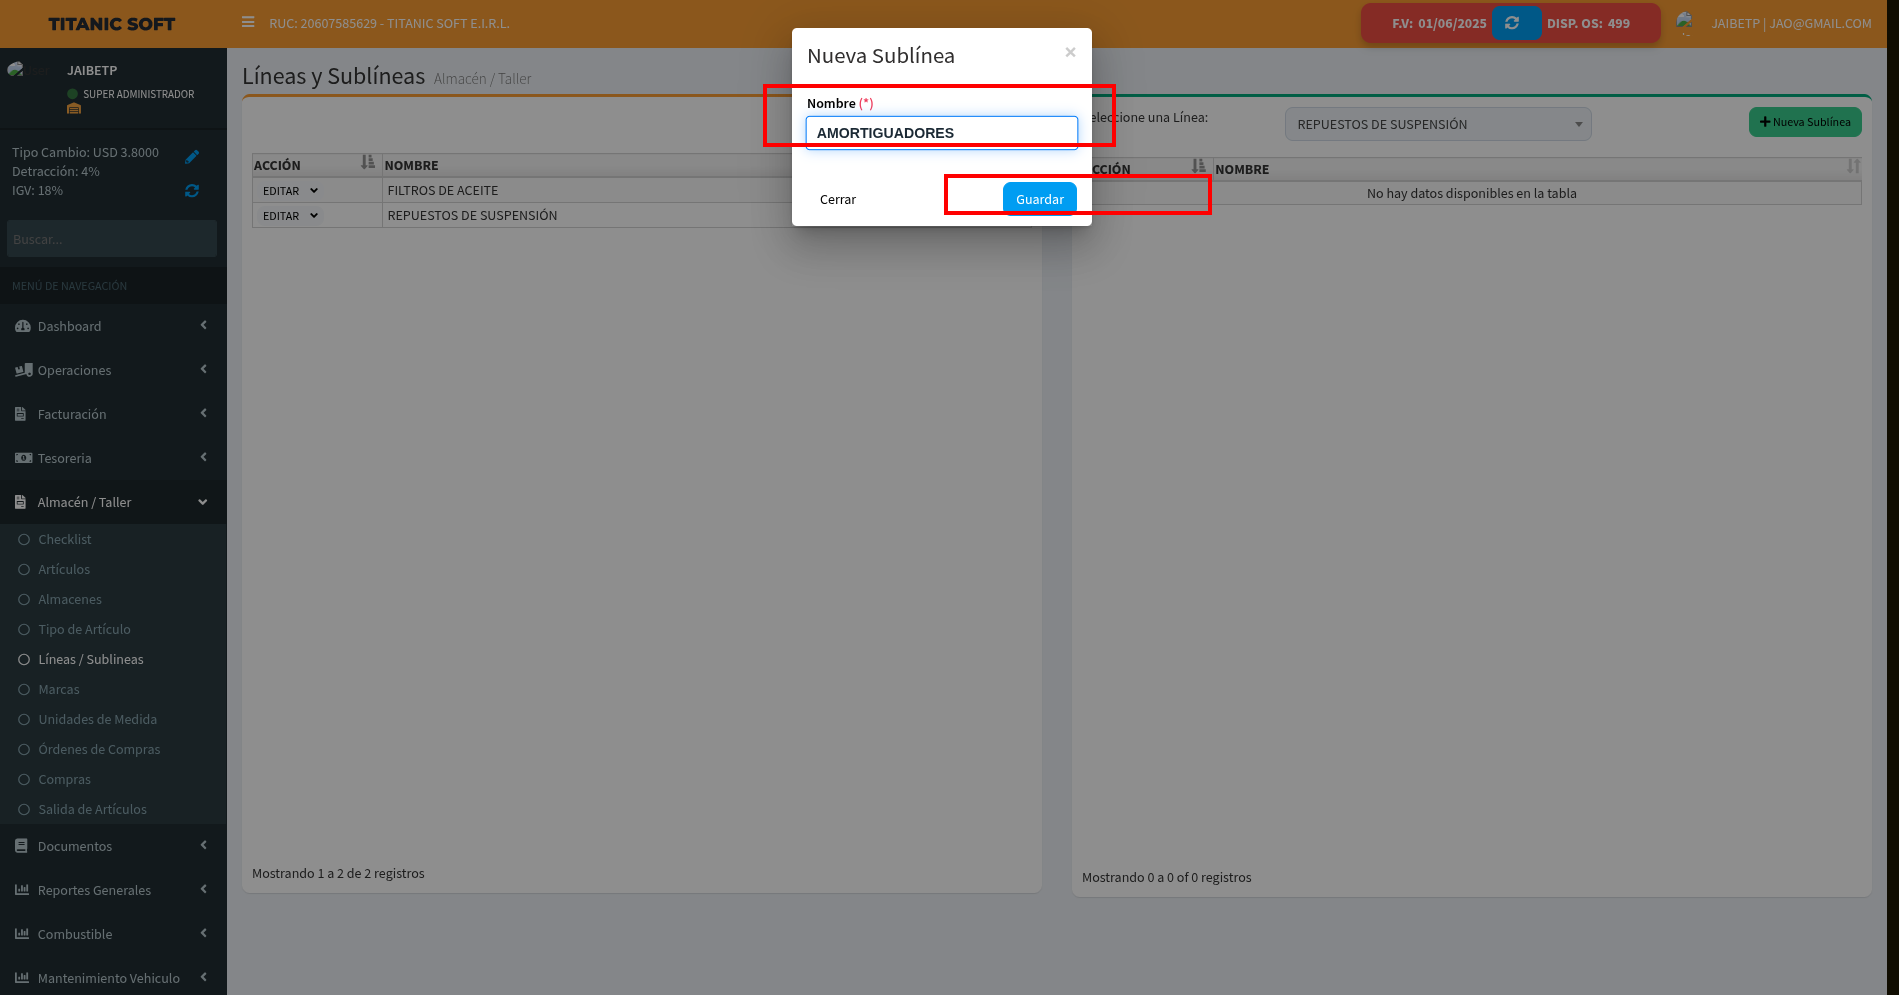 TITANIC SOFT
RUC: 20607585629 - TITANIC SOFT E.I.R.L.
F.V: 01/06/2025
DISP. OS: 499
JAIBETP | JAO@GMAIL.COM
JAIBETP
SUPER ADMINISTRADOR
Tipo Cambio: USD 3.8000
Detracción: 4%
IGV: 18%
Buscar...
MENÚ DE NAVEGACIÓN
Dashboard
Operaciones
Facturación
Tesoreria
Almacén / Taller
Checklist
Artículos
Almacenes
Tipo de Artículo
Líneas / Sublineas
Marcas
Unidades de Medida
Órdenes de Compras
Compras
Salida de Artículos
Documentos
Reportes Generales
Combustible
Mantenimiento Vehiculo
Líneas y Sublíneas Almacén / Taller
ACCIÓN NOMBRE
EDITAR FILTROS DE ACEITE
EDITAR REPUESTOS DE SUSPENSIÓN
Mostrando 1 a 2 de 2 registros
Nueva Sublínea ×
Nombre (*)
AMORTIGUADORES
Cerrar
Guardar
eleccione una Línea:
REPUESTOS DE SUSPENSIÓN
Nueva Sublínea
CCIÓN NOMBRE
No hay datos disponibles en la tabla
Mostrando 0 a 0 of 0 registros